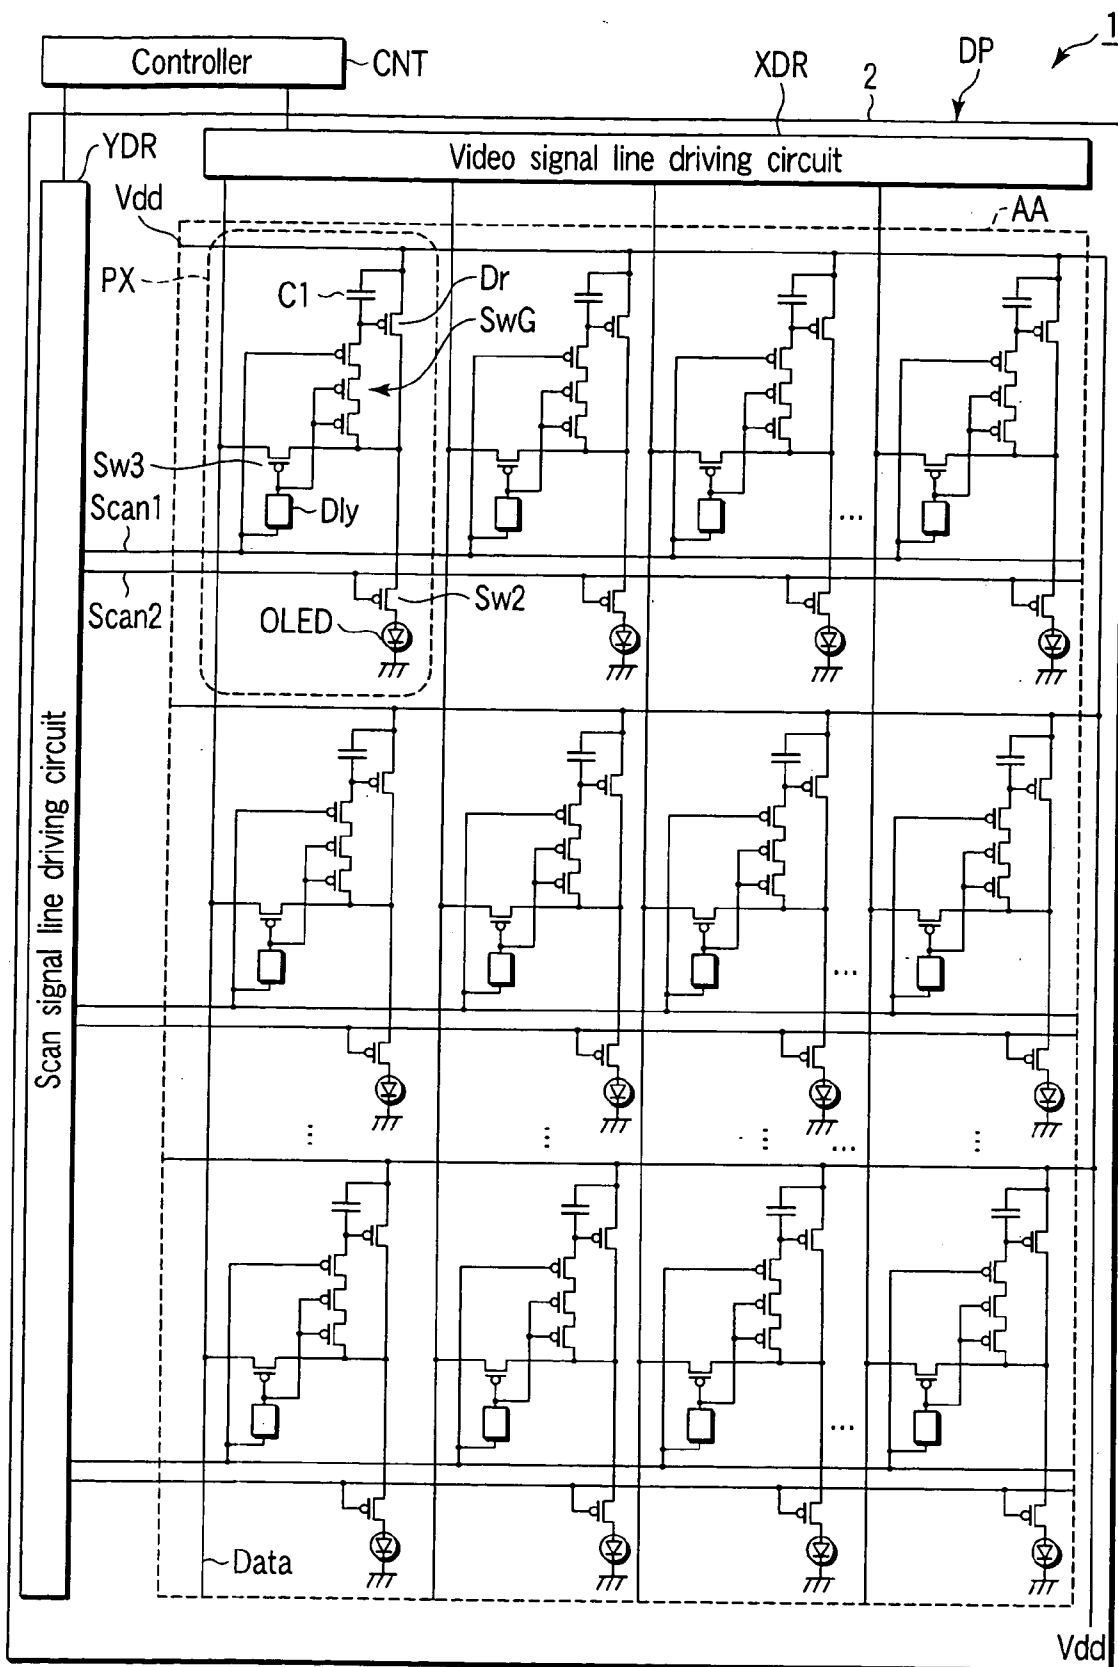 1
Controller
CNT
XDR
2
DP
YDR
Video signal line driving circuit
Vdd
AA
PX
C1
Dr
SwG
Sw3
Scan1
Dly
...
Scan2
Sw2
OLED
Scan signal line driving circuit
...
...
...
...
...
...
...
Data
Vdd